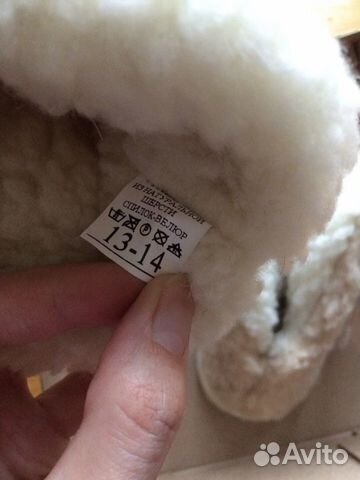 ИЗ НАТУРАЛЬНОЙ
ШЕРСТИ
СПИЛОК-ВЕЛЮР
13-14
Avito